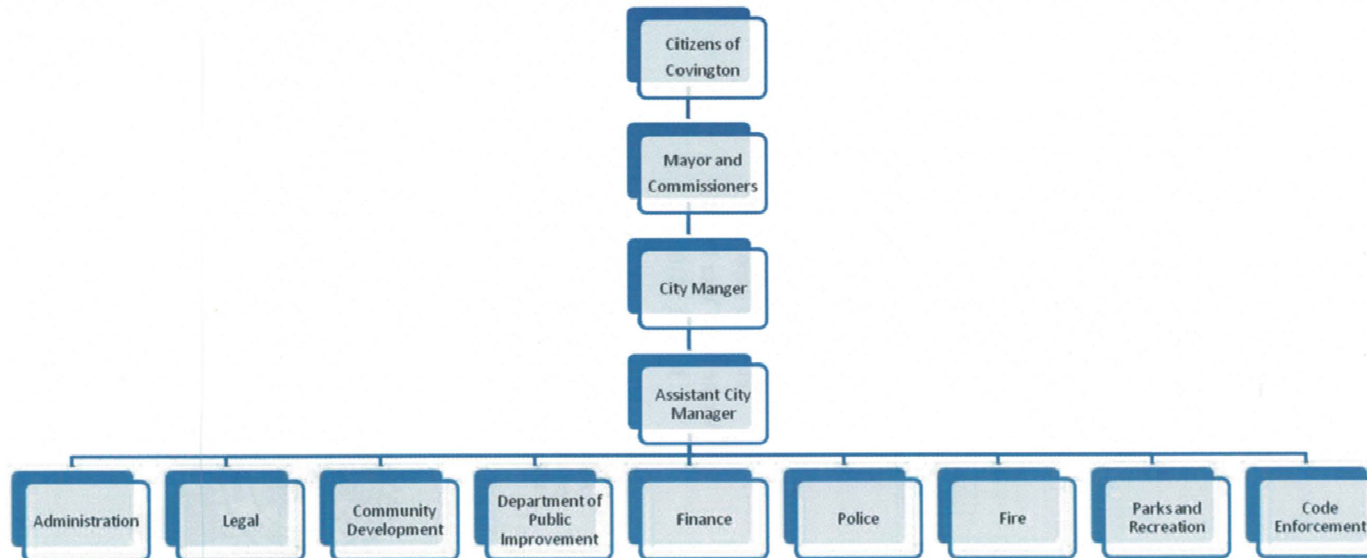 Citizens of
Covington
Mayor and
Commissioners
City Manger
Assistant City
Manager
Administration
Legal
Community
Development
Department of
Public
Improvement
Finance
Police
Fire
Parks and
Recreation
Code
Enforcement